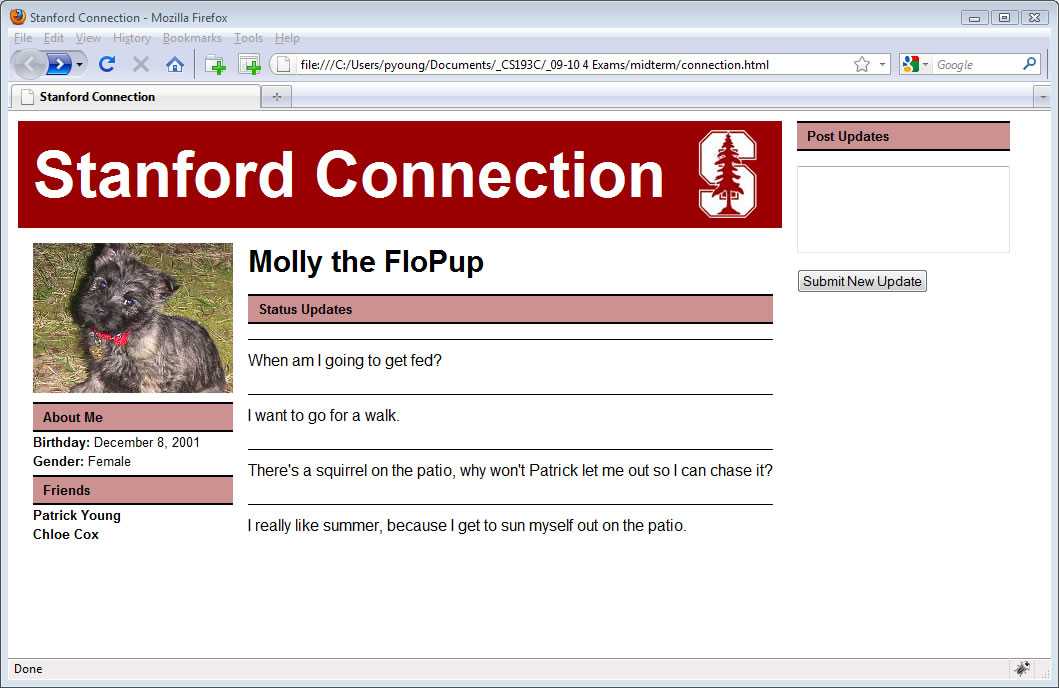 Stanford Connection - Mozilla Firefox
File Edit View History Bookmarks Tools Help
file:///C:/Users/pyoung/Documents/_CS193C/_09-10 4 Exams/midterm/connection.html
Google
Stanford Connection
Stanford Connection
S
Post Updates
Submit New Update
Molly the FloPup
Status Updates
When am I going to get fed?
I want to go for a walk.
There's a squirrel on the patio, why won't Patrick let me out so I can chase it?
I really like summer, because I get to sun myself out on the patio.
About Me
Birthday: December 8, 2001
Gender: Female
Friends
Patrick Young
Chloe Cox
Done